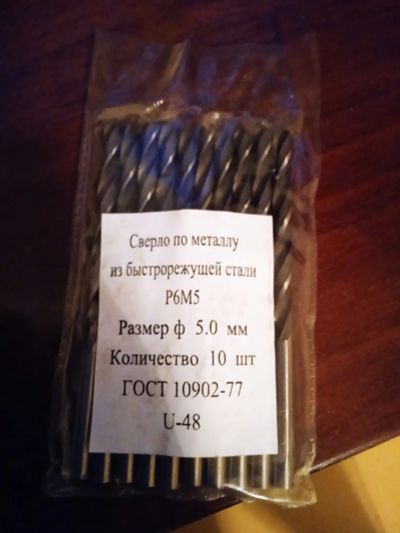 Сверло по металлу
из быстрорежущей стали
Р6М5
Размер ф 5.0 мм
Количество 10 шт
ГОСТ 10902-77
U-48